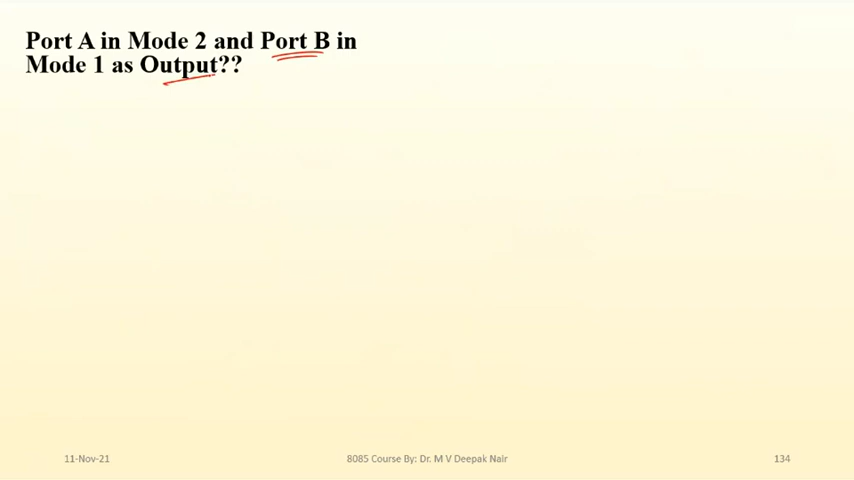 Port A in Mode 2 and Port B in
Mode 1 as Output??
11-Nov-21
8085 Course By: Dr. M V Deepak Nair
134